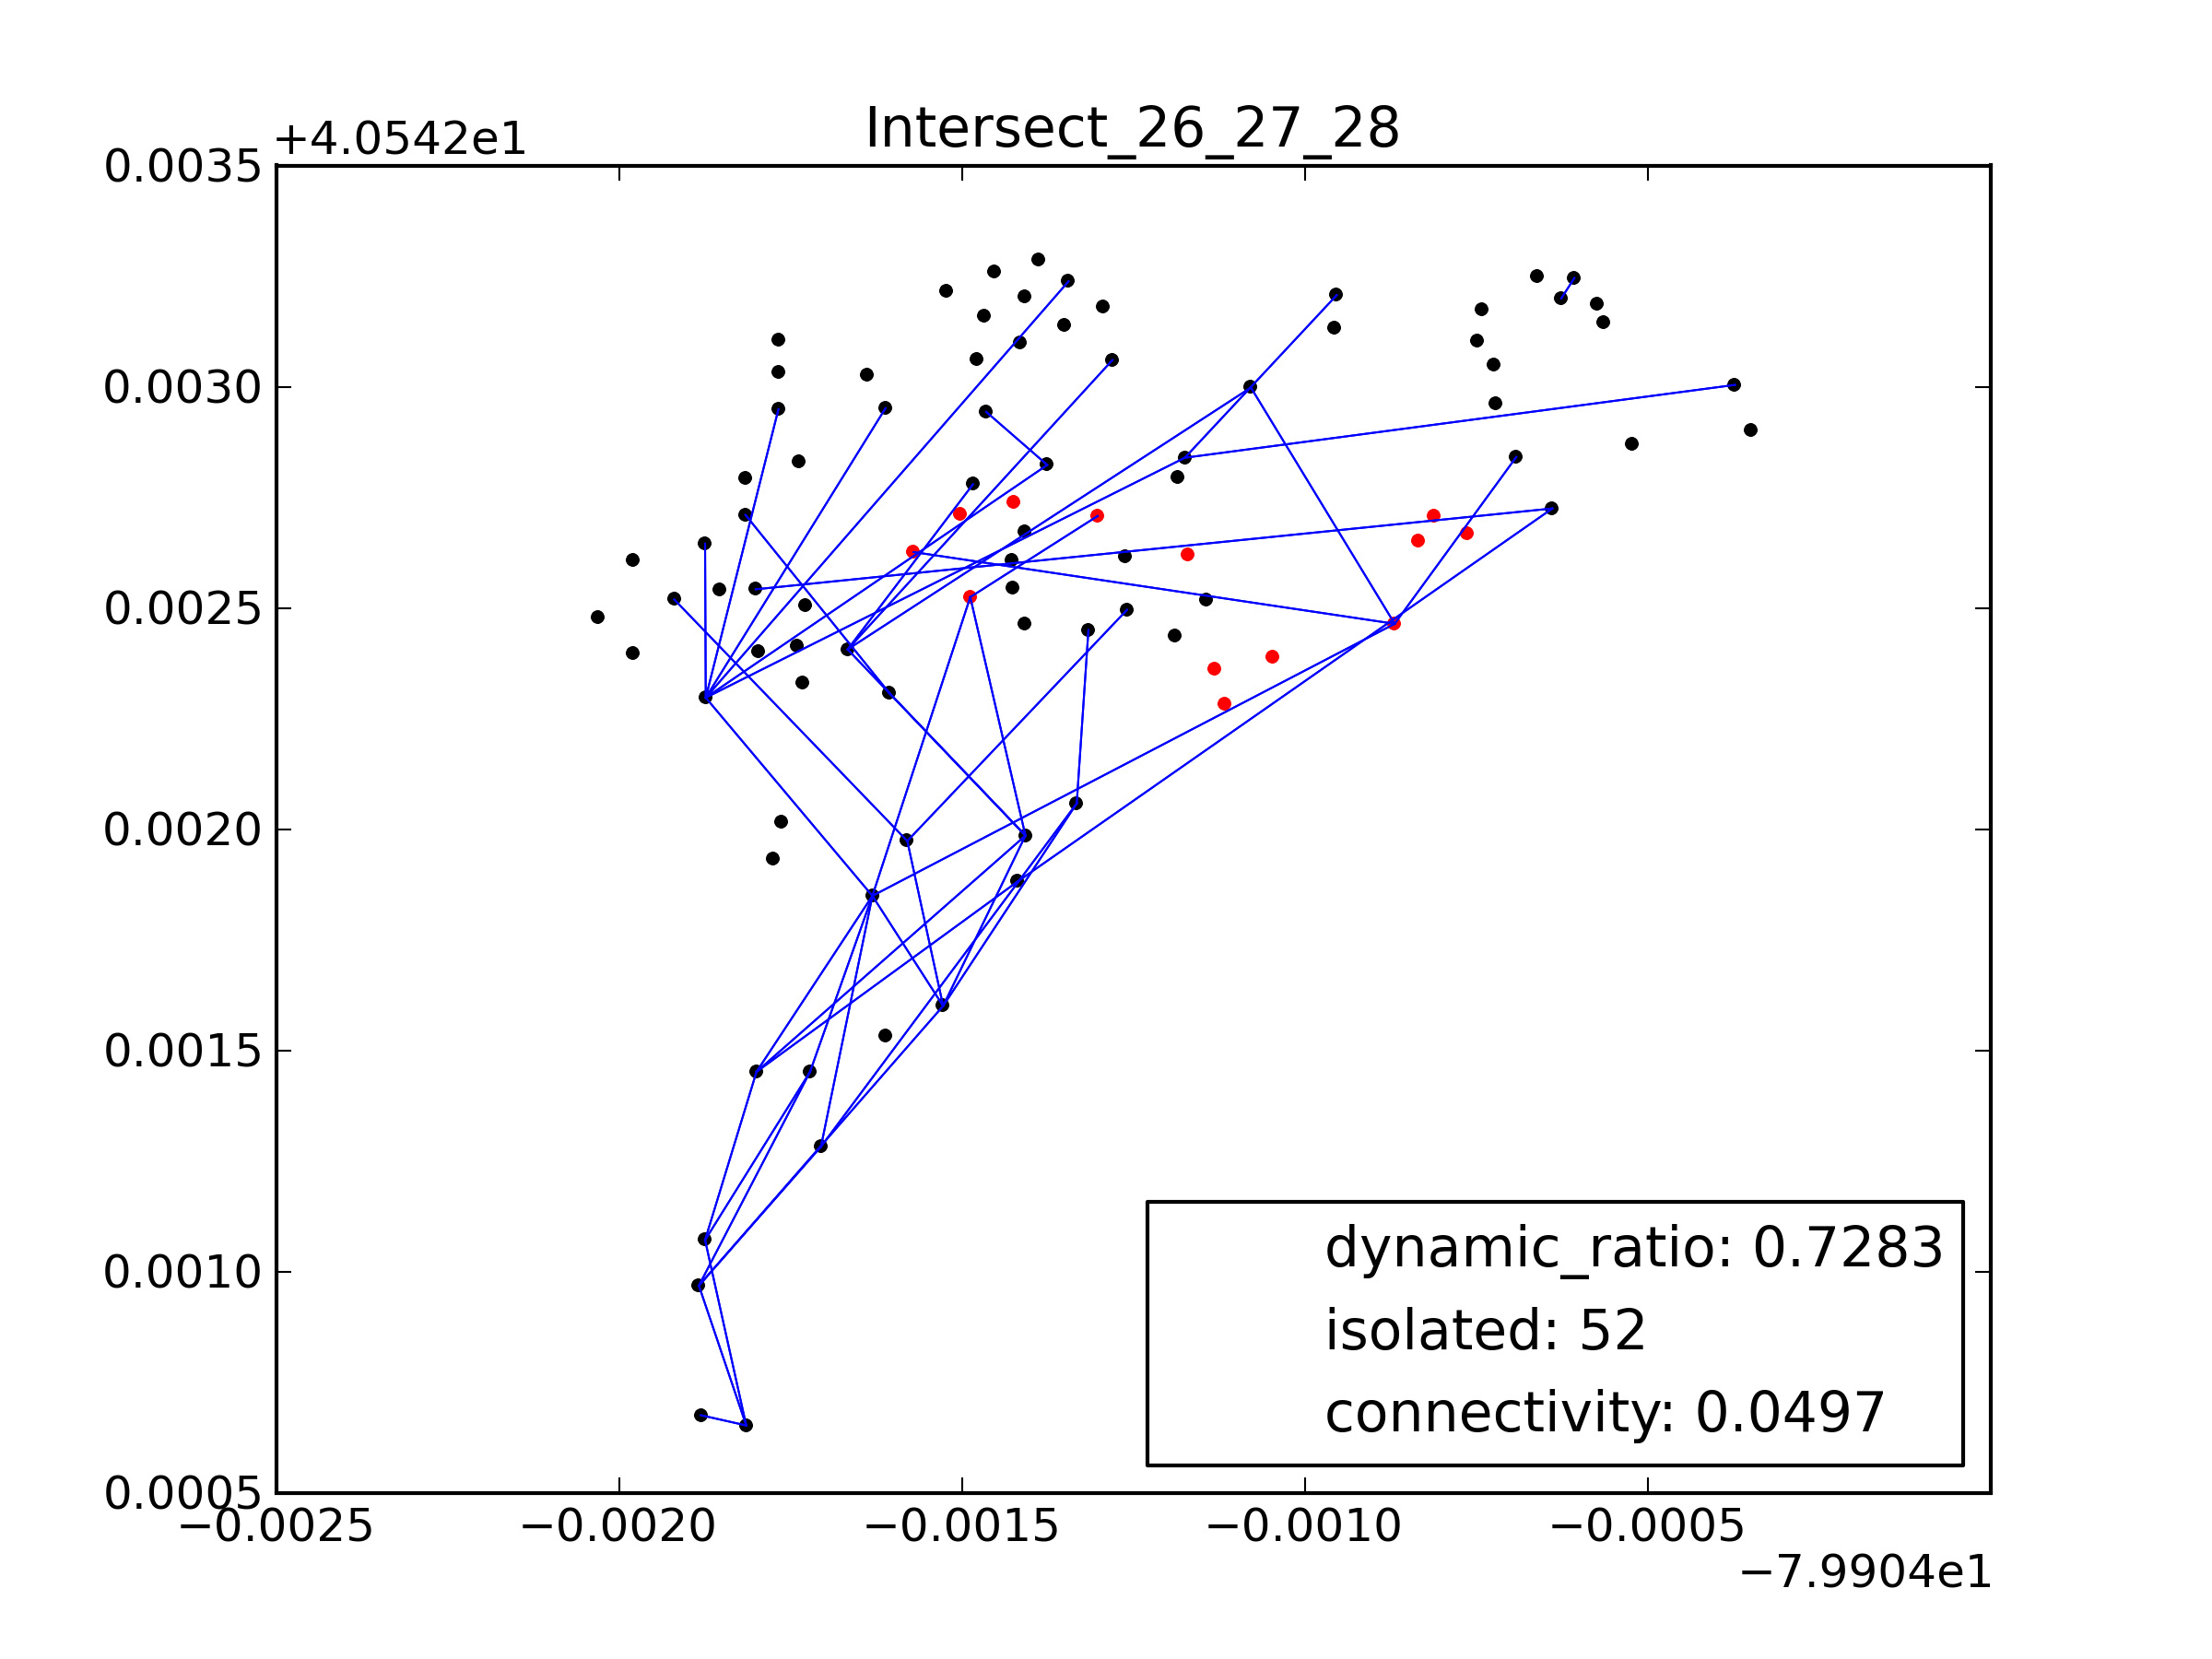 Intersect_26_27_28
+4.0542e1
0.0035
0.0030
0.0025
0.0020
0.0015
0.0010
0.0005
dynamic_ratio: 0.7283
isolated: 52
connectivity: 0.0497
−0.0025 −0.0020 −0.0015 −0.0010 −0.0005
−7.9904e1